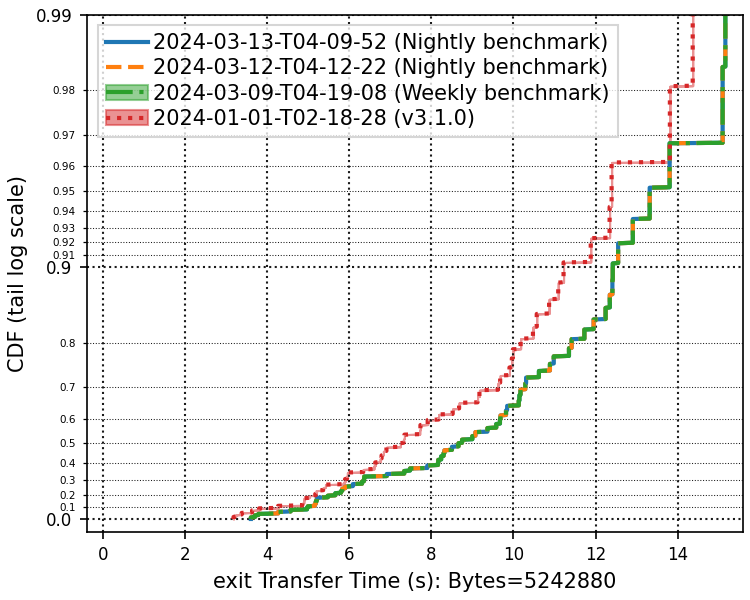 0.99
2024-03-13-T04-09-52 (Nightly benchmark)
2024-03-12-T04-12-22 (Nightly benchmark)
2024-03-09-T04-19-08 (Weekly benchmark)
2024-01-01-T02-18-28 (v3.1.0)
0.98
0.97
0.96
0.95
0.94
0.93
0.92
0.91
0.9
0.8
0.7
0.6
0.5
0.4
0.3
0.2
0.1
0.0
CDF (tail log scale)
0 2 4 6 8 10 12 14
exit Transfer Time (s): Bytes=5242880